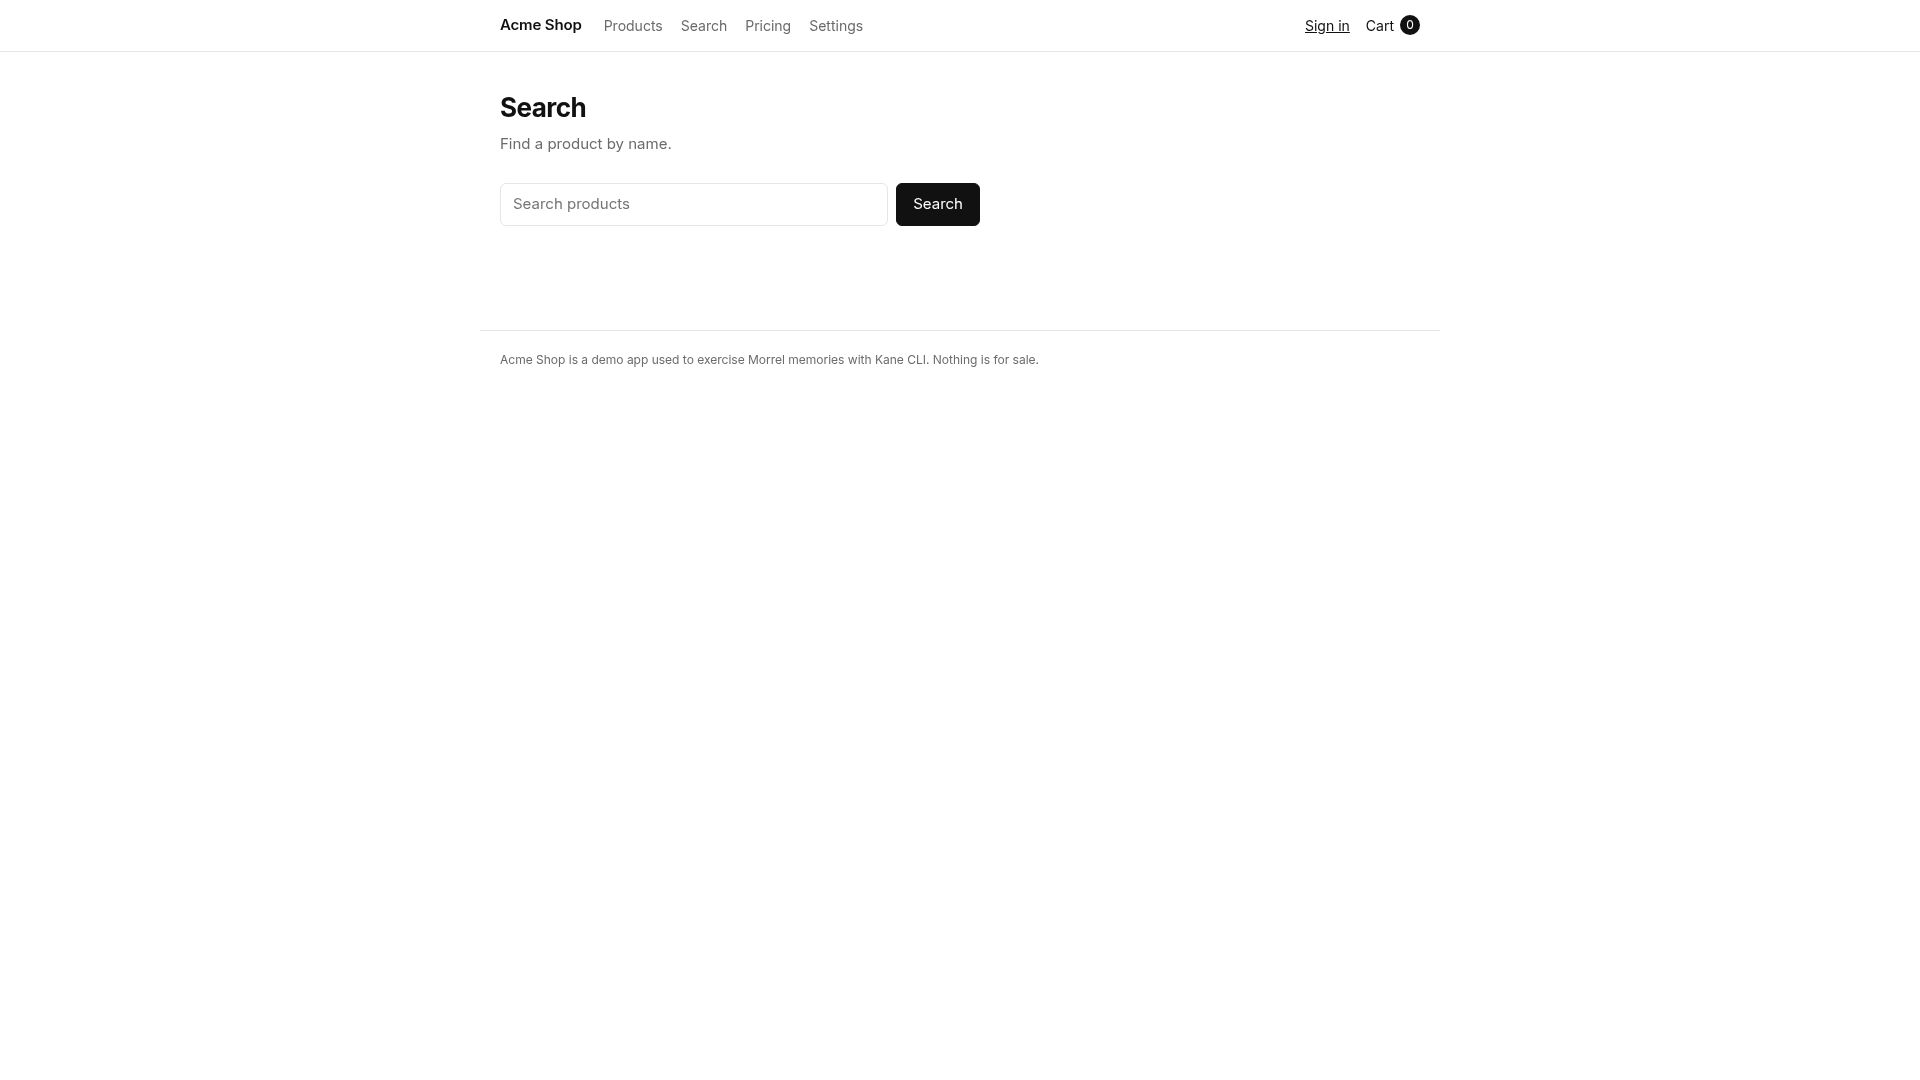 Acme Shop Products Search Pricing Settings Sign in Cart 0
Search
Find a product by name.
Search products Search
Acme Shop is a demo app used to exercise Morrel memories with Kane CLI. Nothing is for sale.